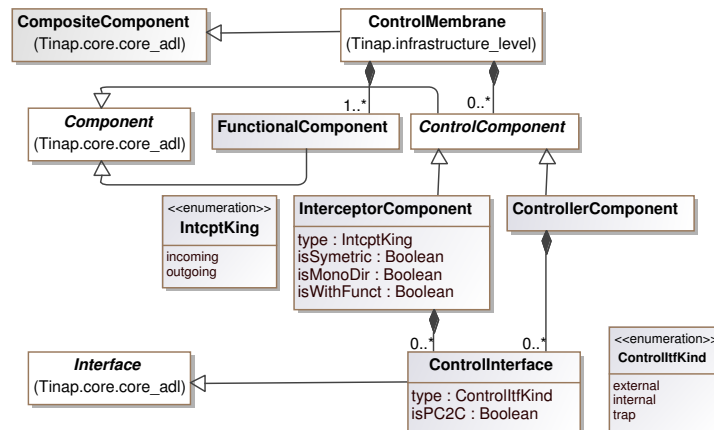 CompositeComponent
(Tinap.core.core_adl)
ControlMembrane
(Tinap.infrastructure_level)
1..*
0..*
Component
(Tinap.core.core_adl)
FunctionalComponent
ControlComponent
<<enumeration>>
IntcptKing
incoming
outgoing
InterceptorComponent
type : IntcptKing
isSymetric : Boolean
isMonoDir : Boolean
isWithFunct : Boolean
ControllerComponent
0..*
0..*
Interface
(Tinap.core.core_adl)
ControlInterface
type : ControlItfKind
isPC2C : Boolean
<<enumeration>>
ControlItfKind
external
internal
trap